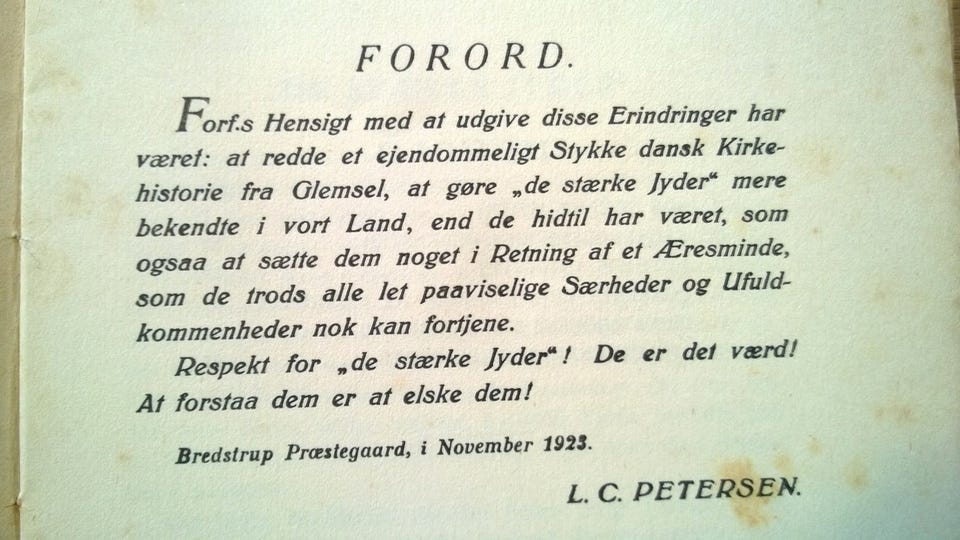 FORORD.
Forf.s Hensigt med at udgive disse Erindringer har
været: at redde et ejendommeligt Stykke dansk Kirke-
historie fra Glemsel, at gøre „de stærke Jyder“ mere
bekendte i vort Land, end de hidtil har været, som
ogsaa at sætte dem noget i Retning af et Æresminde,
som de trods alle let paaviselige Særheder og Ufuld-
kommenheder nok kan fortjene.
Respekt for „de stærke Jyder“! De er det værd!
At forstaa dem er at elske dem!
Bredstrup Præstegaard, i November 1923.
L. C. PETERSEN.